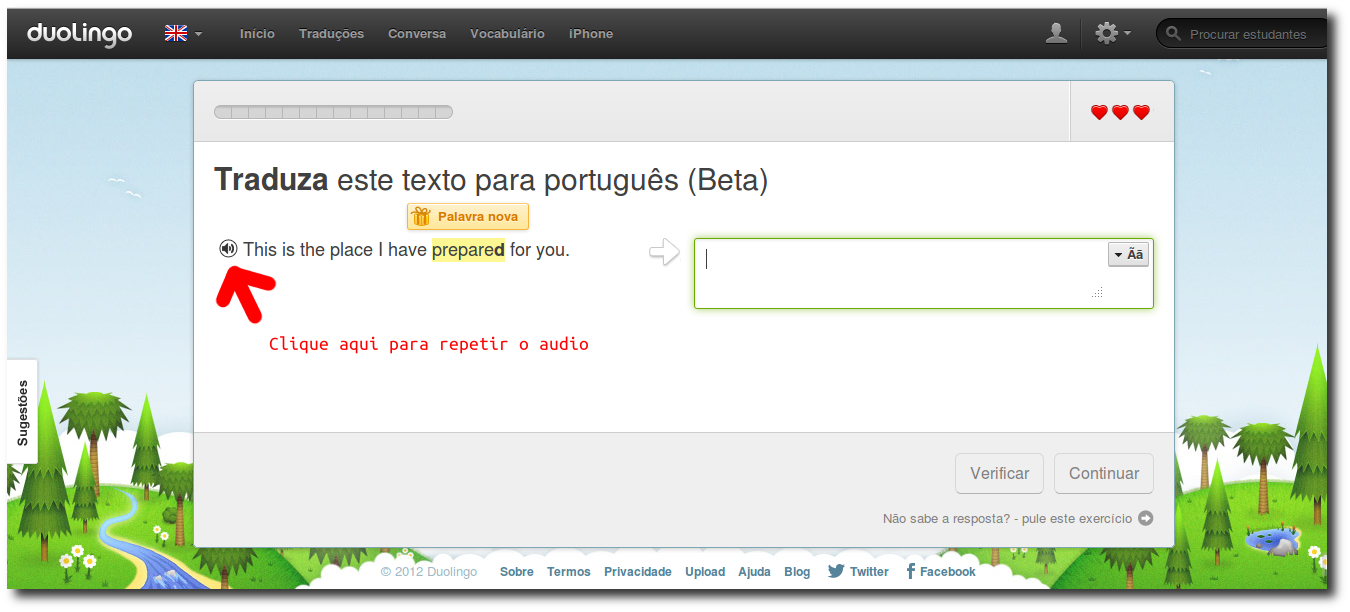 duolingo
Início Traduções Conversa Vocabulário iPhone
Procurar estudantes
Traduza este texto para português (Beta)
Palavra nova
This is the place I have prepared for you.
Ãã
Clique aqui para repetir o audio
Sugestões
Verificar Continuar
Não sabe a resposta? - pule este exercício
© 2012 Duolingo Sobre Termos Privacidade Upload Ajuda Blog Twitter Facebook